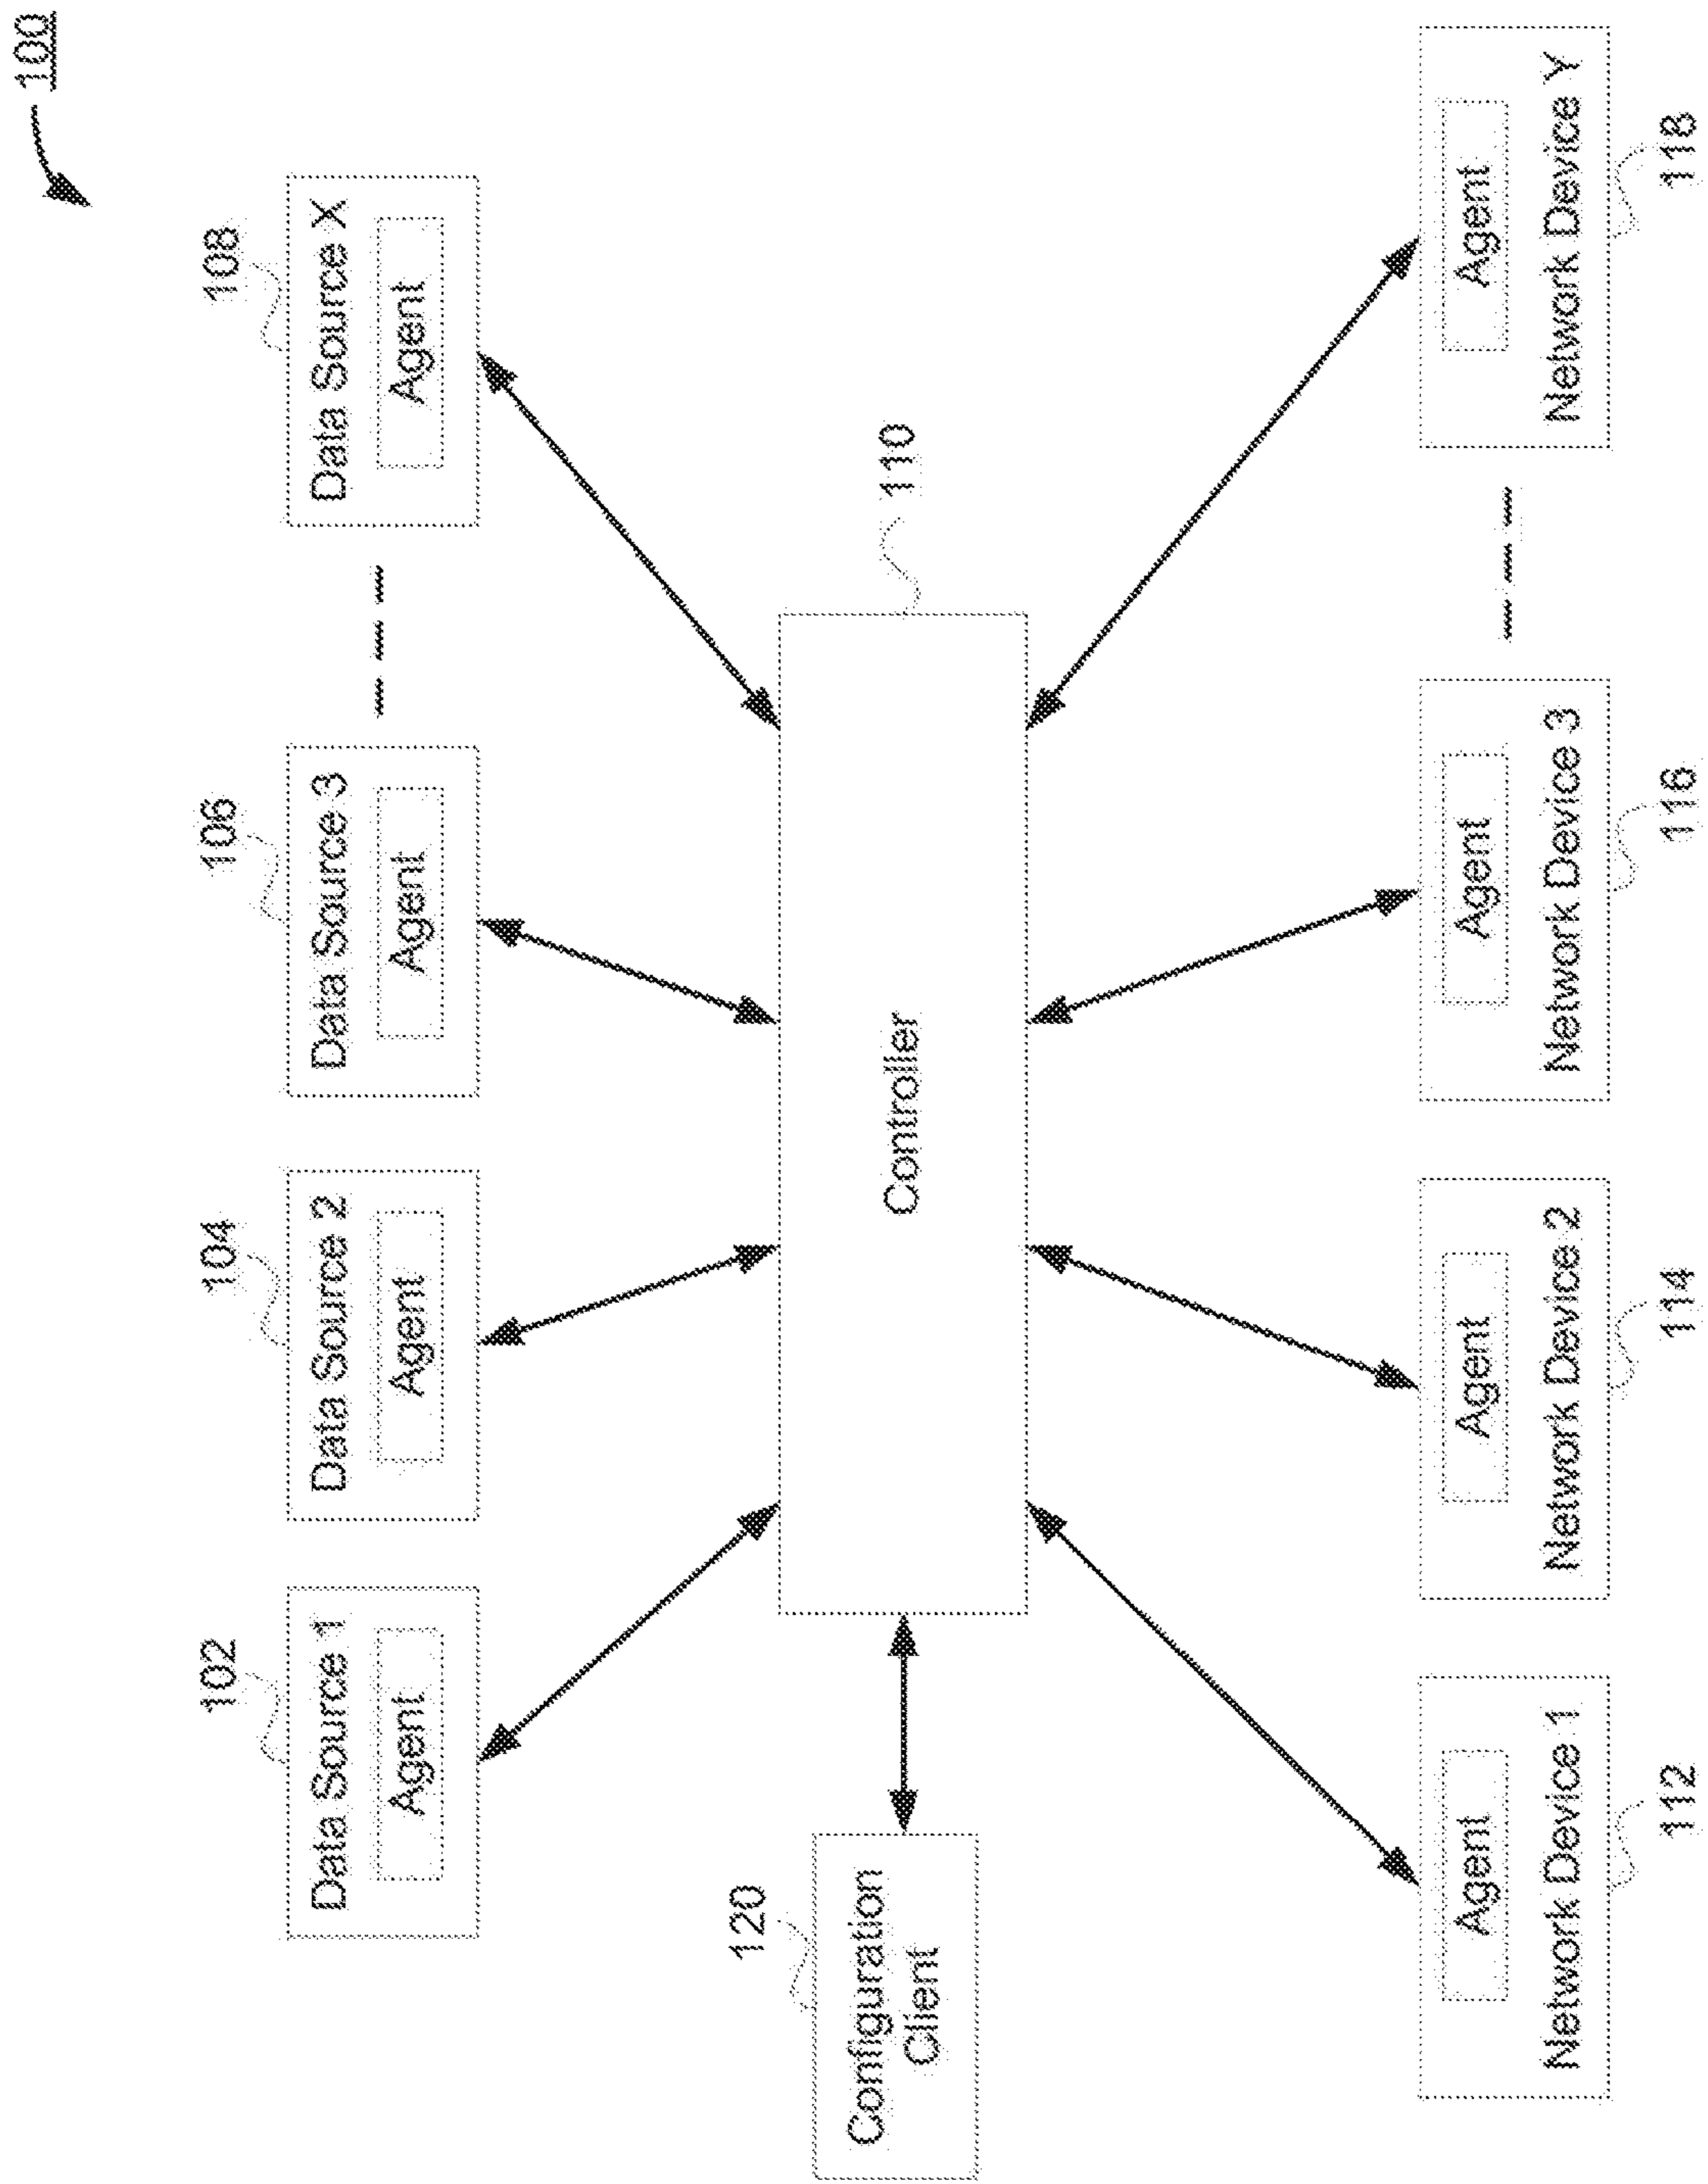 100
102
104
106
108
Data Source 1
Agent
Data Source 2
Agent
Data Source 3
Agent
Data Source X
Agent
110
Controller
120
Configuration
Client
Agent
Network Device 1
Agent
Network Device 2
Agent
Network Device 3
Agent
Network Device Y
112
114
116
118